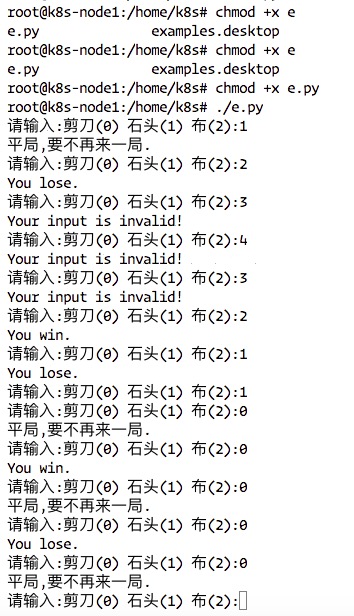 root@k8s-node1:/home/k8s# chmod +x e
e.py examples.desktop
root@k8s-node1:/home/k8s# chmod +x e
e.py examples.desktop
root@k8s-node1:/home/k8s# chmod +x e.py
root@k8s-node1:/home/k8s# ./e.py
请输入:剪刀(0) 石头(1) 布(2):1
平局,要不再来一局.
请输入:剪刀(0) 石头(1) 布(2):2
You lose.
请输入:剪刀(0) 石头(1) 布(2):3
Your input is invalid!
请输入:剪刀(0) 石头(1) 布(2):4
Your input is invalid!
请输入:剪刀(0) 石头(1) 布(2):3
Your input is invalid!
请输入:剪刀(0) 石头(1) 布(2):2
You win.
请输入:剪刀(0) 石头(1) 布(2):1
You lose.
请输入:剪刀(0) 石头(1) 布(2):1
请输入:剪刀(0) 石头(1) 布(2):0
平局,要不再来一局.
请输入:剪刀(0) 石头(1) 布(2):0
You win.
请输入:剪刀(0) 石头(1) 布(2):0
平局,要不再来一局.
请输入:剪刀(0) 石头(1) 布(2):0
You lose.
请输入:剪刀(0) 石头(1) 布(2):0
平局,要不再来一局.
请输入:剪刀(0) 石头(1) 布(2):